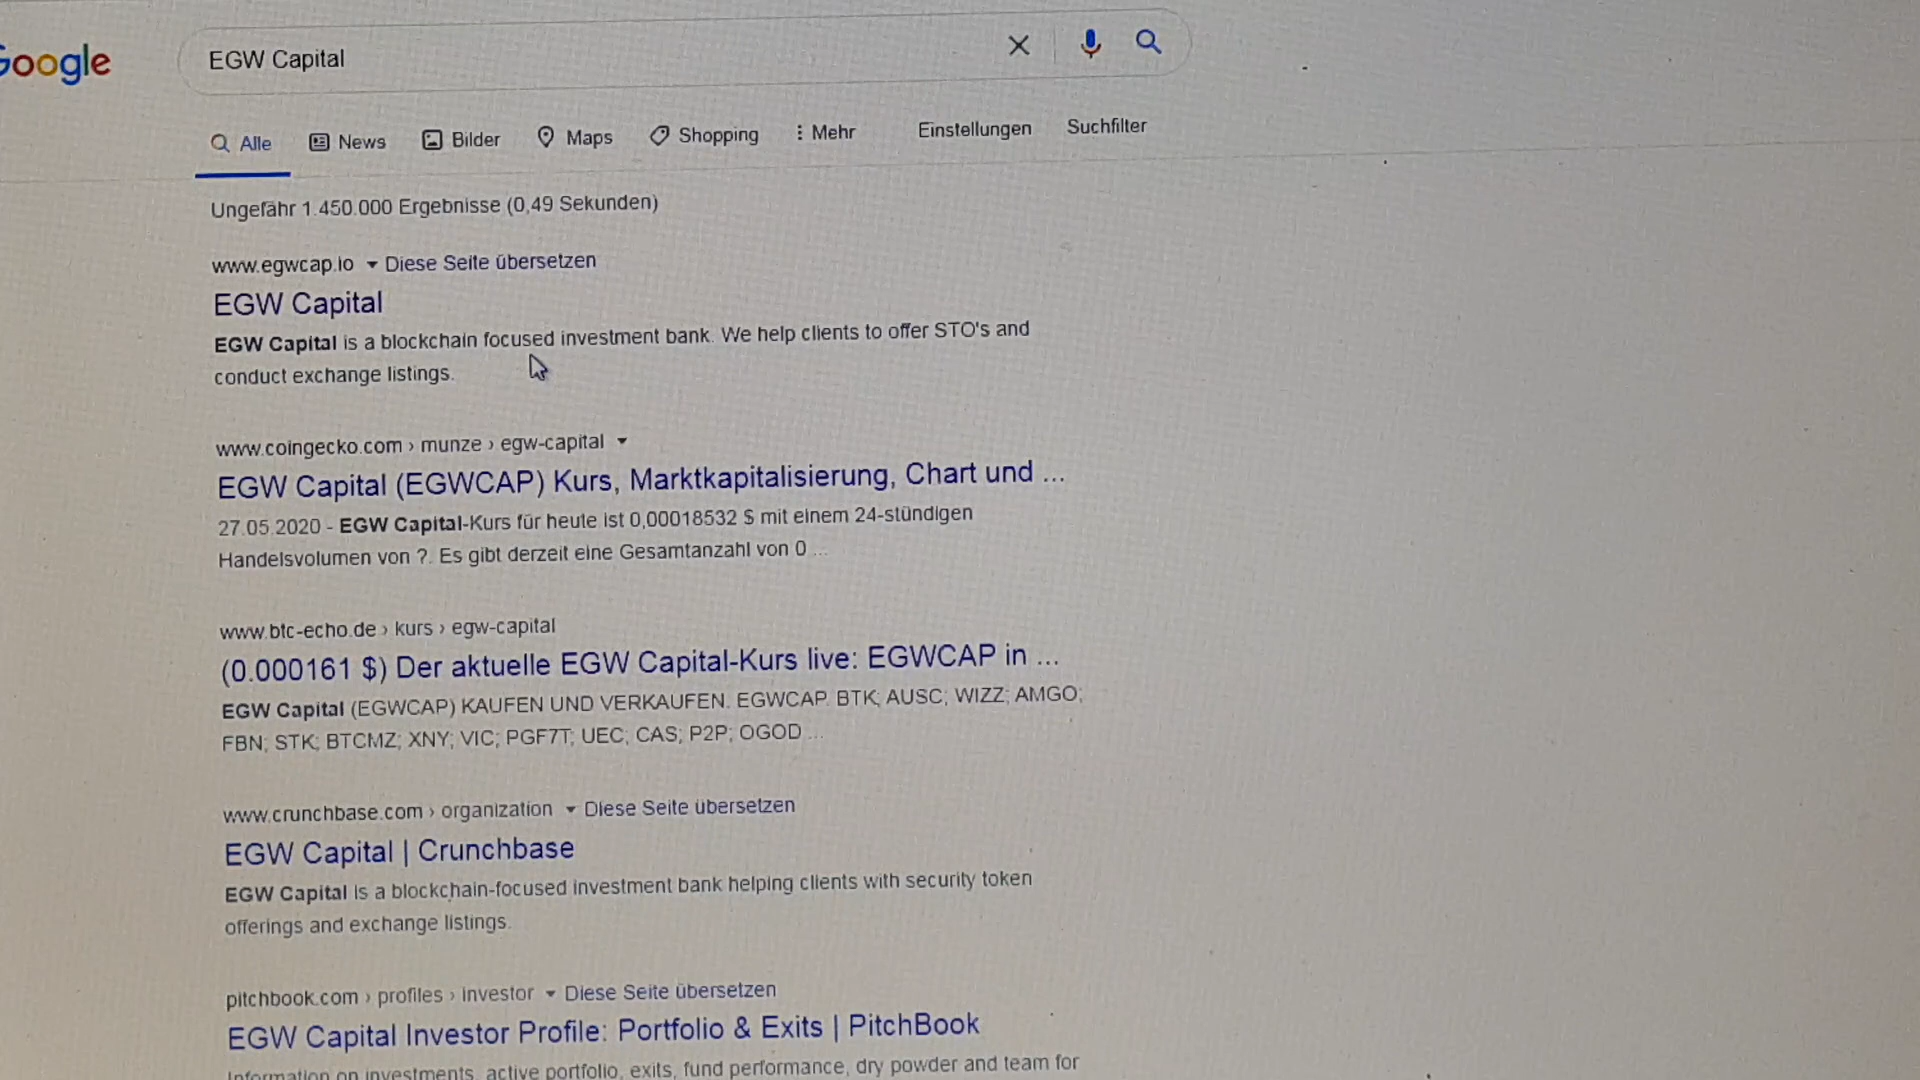 Google
EGW Capital
Alle News Bilder Maps Shopping Mehr Einstellungen Suchfilter
Ungefähr 1.450.000 Ergebnisse (0,49 Sekunden)
www.egwcap.io Diese Seite übersetzen
EGW Capital
EGW Capital is a blockchain focused investment bank. We help clients to offer STO's and
conduct exchange listings.
www.coingecko.com › munze › egw-capital
EGW Capital (EGWCAP) Kurs, Marktkapitalisierung, Chart und ...
27.05.2020 - EGW Capital-Kurs für heute ist 0,00018532 $ mit einem 24-stündigen
Handelsvolumen von ?. Es gibt derzeit eine Gesamtanzahl von 0 ...
www.btc-echo.de › kurs › egw-capital
(0.000161 $) Der aktuelle EGW Capital-Kurs live: EGWCAP in ...
EGW Capital (EGWCAP) KAUFEN UND VERKAUFEN. EGWCAP. BTK; AUSC; WIZZ; AMGO;
FBN; STK; BTCMZ; XNY; VIC; PGF7T; UEC; CAS; P2P; OGOD ...
www.crunchbase.com › organization Diese Seite übersetzen
EGW Capital | Crunchbase
EGW Capital is a blockchain-focused investment bank helping clients with security token
offerings and exchange listings.
pitchbook.com › profiles › investor Diese Seite übersetzen
EGW Capital Investor Profile: Portfolio & Exits | PitchBook
Information on investments, active portfolio, exits, fund performance, dry powder and team for